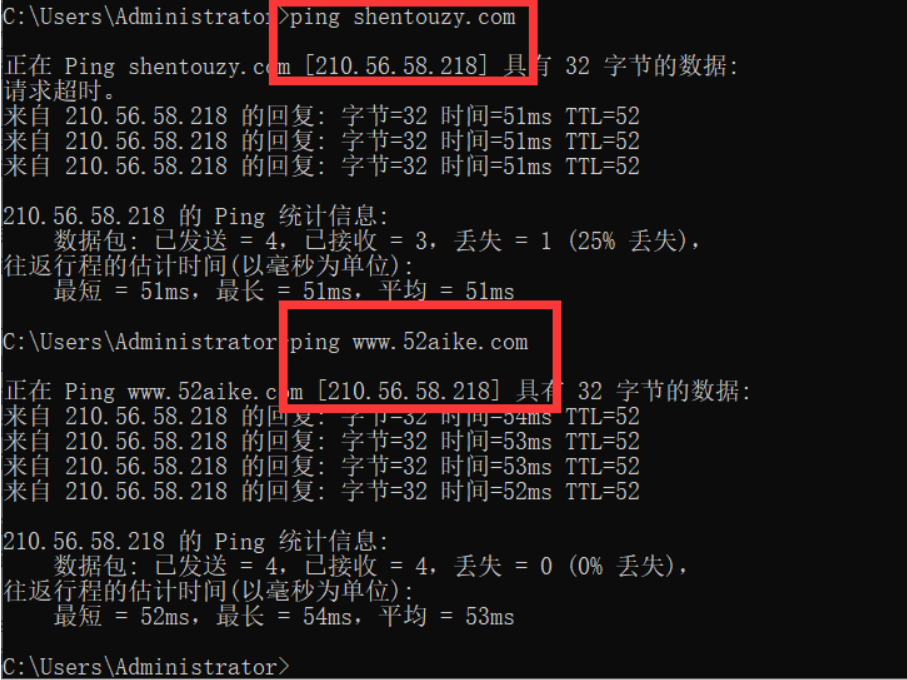 C:\Users\Administrator>ping shentouzy.com
正在 Ping shentouzy.com [210.56.58.218] 具有 32 字节的数据:
请求超时。
来自 210.56.58.218 的回复: 字节=32 时间=51ms TTL=52
来自 210.56.58.218 的回复: 字节=32 时间=51ms TTL=52
来自 210.56.58.218 的回复: 字节=32 时间=51ms TTL=52
210.56.58.218 的 Ping 统计信息:
数据包: 已发送 = 4，已接收 = 3，丢失 = 1 (25% 丢失)，
往返行程的估计时间(以毫秒为单位):
最短 = 51ms，最长 = 51ms，平均 = 51ms
C:\Users\Administrator>ping www.52aike.com
正在 Ping www.52aike.com [210.56.58.218] 具有 32 字节的数据:
来自 210.56.58.218 的回复: 字节=32 时间=54ms TTL=52
来自 210.56.58.218 的回复: 字节=32 时间=53ms TTL=52
来自 210.56.58.218 的回复: 字节=32 时间=53ms TTL=52
来自 210.56.58.218 的回复: 字节=32 时间=52ms TTL=52
210.56.58.218 的 Ping 统计信息:
数据包: 已发送 = 4，已接收 = 4，丢失 = 0 (0% 丢失)，
往返行程的估计时间(以毫秒为单位):
最短 = 52ms，最长 = 54ms，平均 = 53ms
C:\Users\Administrator>